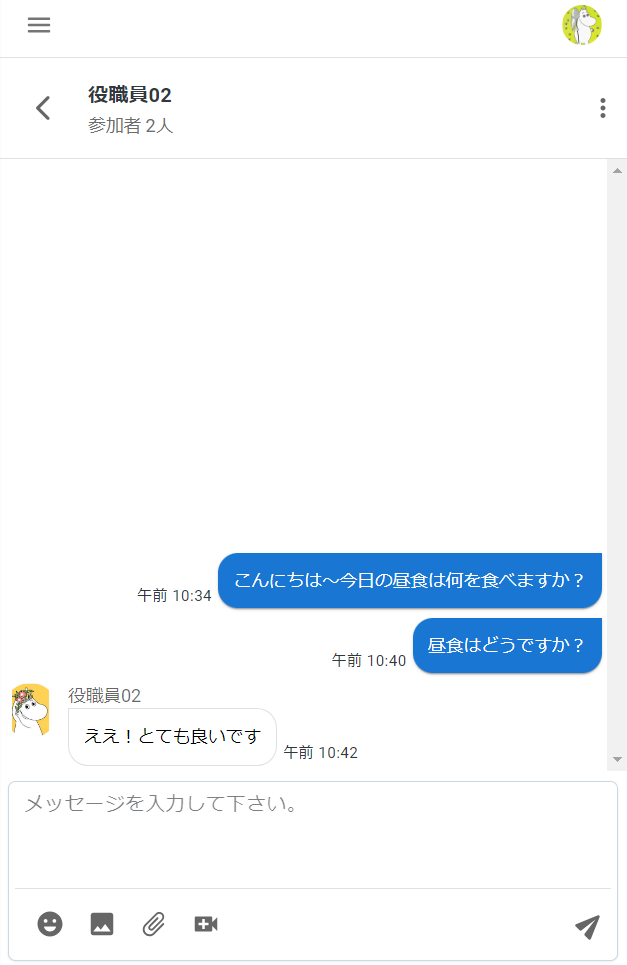 役職員02
参加者 2人
午前 10:34
こんにちは～今日の昼食は何を食べますか？
午前 10:40
昼食はどうですか？
役職員02
ええ！とても良いです
午前 10:42
メッセージを入力して下さい。